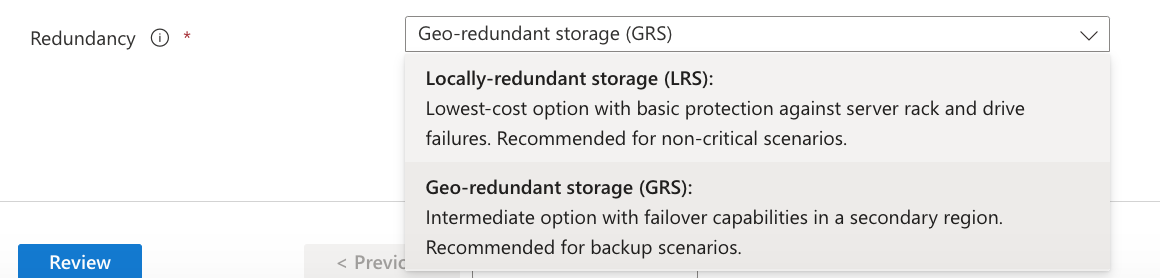 Redundancy *
Geo-redundant storage (GRS)
Locally-redundant storage (LRS):
Lowest-cost option with basic protection against server rack and drive
failures. Recommended for non-critical scenarios.
Geo-redundant storage (GRS):
Intermediate option with failover capabilities in a secondary region.
Recommended for backup scenarios.
Review
<